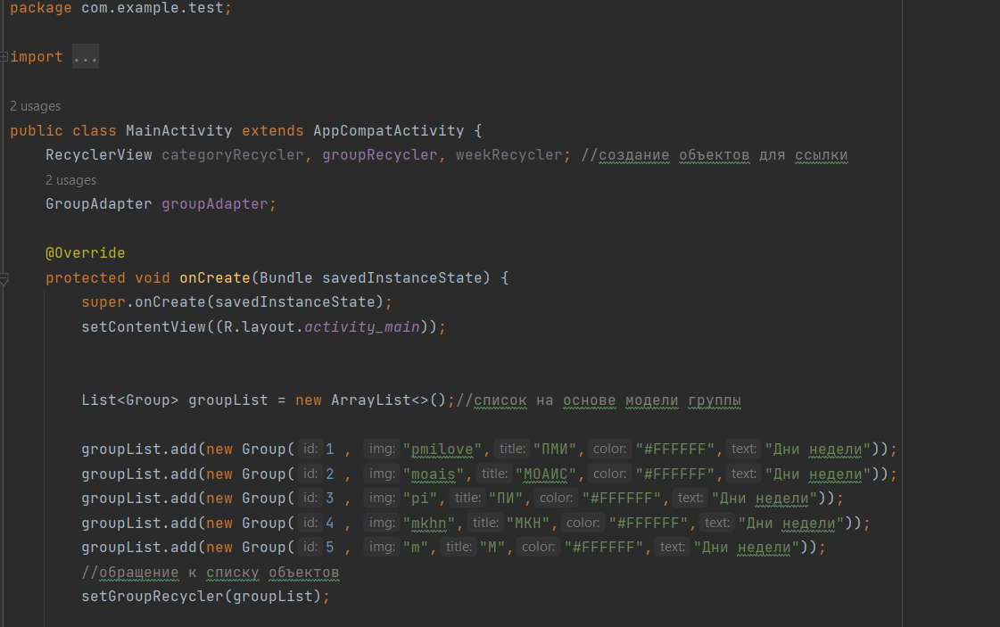 package com.example.test;
import ...
2 usages
public class MainActivity extends AppCompatActivity {
RecyclerView categoryRecycler, groupRecycler, weekRecycler; //создание объектов для ссылки
2 usages
GroupAdapter groupAdapter;
@Override
protected void onCreate(Bundle savedInstanceState) {
super.onCreate(savedInstanceState);
setContentView((R.layout.activity_main));
List<Group> groupList = new ArrayList<>();//список на основе модели группы
groupList.add(new Group( id: 1 , img: "pmilove", title: "ПМИ", color: "#FFFFFF", text: "Дни недели"));
groupList.add(new Group( id: 2 , img: "moais", title: "МОАИС", color: "#FFFFFF", text: "Дни недели"));
groupList.add(new Group( id: 3 , img: "pi", title: "ПИ", color: "#FFFFFF", text: "Дни недели"));
groupList.add(new Group( id: 4 , img: "mkhn", title: "МКН", color: "#FFFFFF", text: "Дни недели"));
groupList.add(new Group( id: 5 , img: "m", title: "М", color: "#FFFFFF", text: "Дни недели"));
//обращение к списку объектов
setGroupRecycler(groupList);